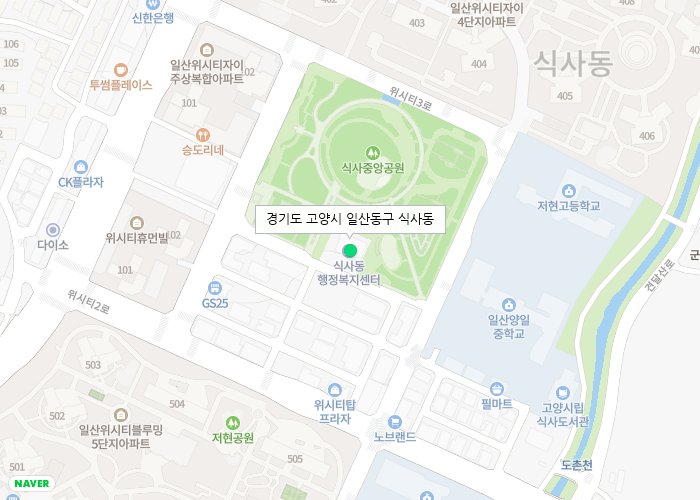 신한은행
일산위시티자이
4단지아파트
403
404
405
406
식사동
106
105
103
104
일산위시티자이
주상복합아파트
102
101
투썸플레이스
위시티3로
승도리네
식사중앙공원
CK플라자
저현고등학교
경기도 고양시 일산동구 식사동
다이소
위시티휴먼빌
102
101
식사동
행정복지센터
군
견달산로
GS25
위시티2로
일산양일
중학교
503
502
504
505
501
일산위시티블루밍
5단지아파트
저현공원
위시티탑
프라자
노브랜드
필마트
고양시립
식사도서관
도촌천
NAVER